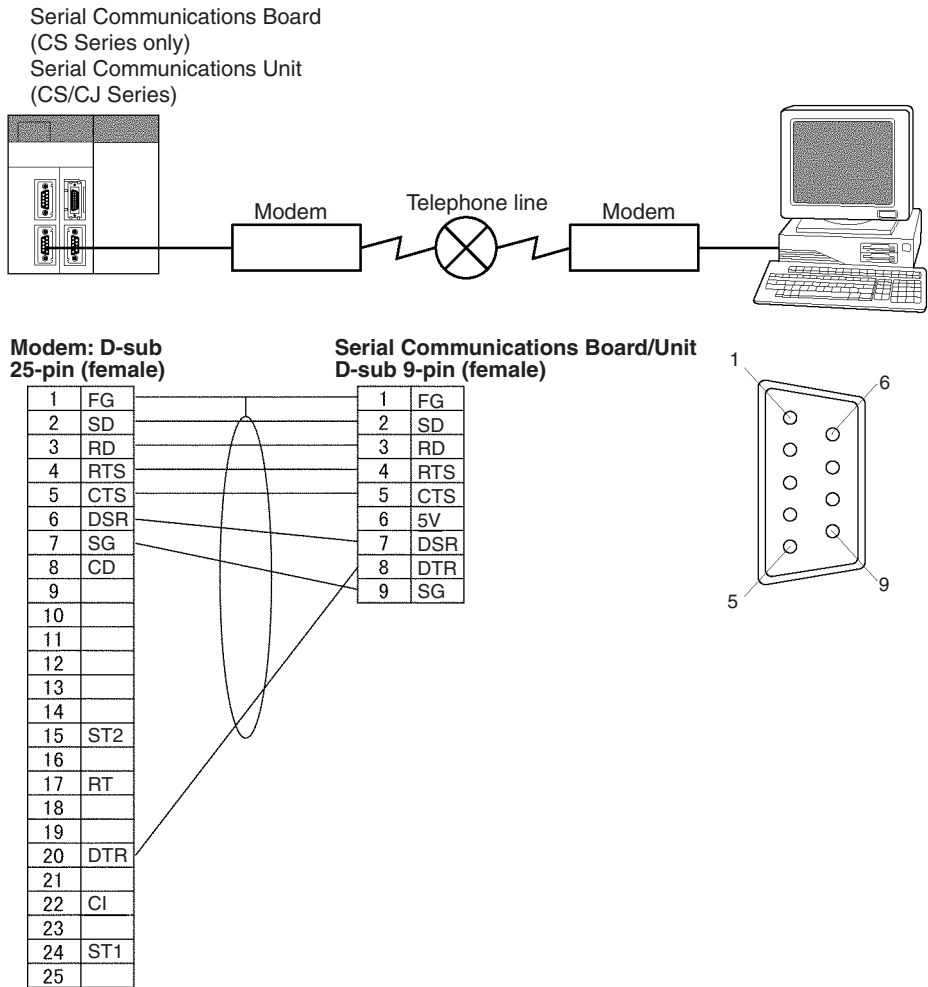 Serial Communications Board
(CS Series only)
Serial Communications Unit
(CS/CJ Series)
Modem
Telephone line
Modem
Modem: D-sub
25-pin (female)
1 FG
2 SD
3 RD
4 RTS
5 CTS
6 DSR
7 SG
8 CD
9
10
11
12
13
14
15 ST2
16
17 RT
18
19
20 DTR
21
22 CI
23
24 ST1
25
Serial Communications Board/Unit
D-sub 9-pin (female)
1 FG
2 SD
3 RD
4 RTS
5 CTS
6 5V
7 DSR
8 DTR
9 SG
1
6
5
9